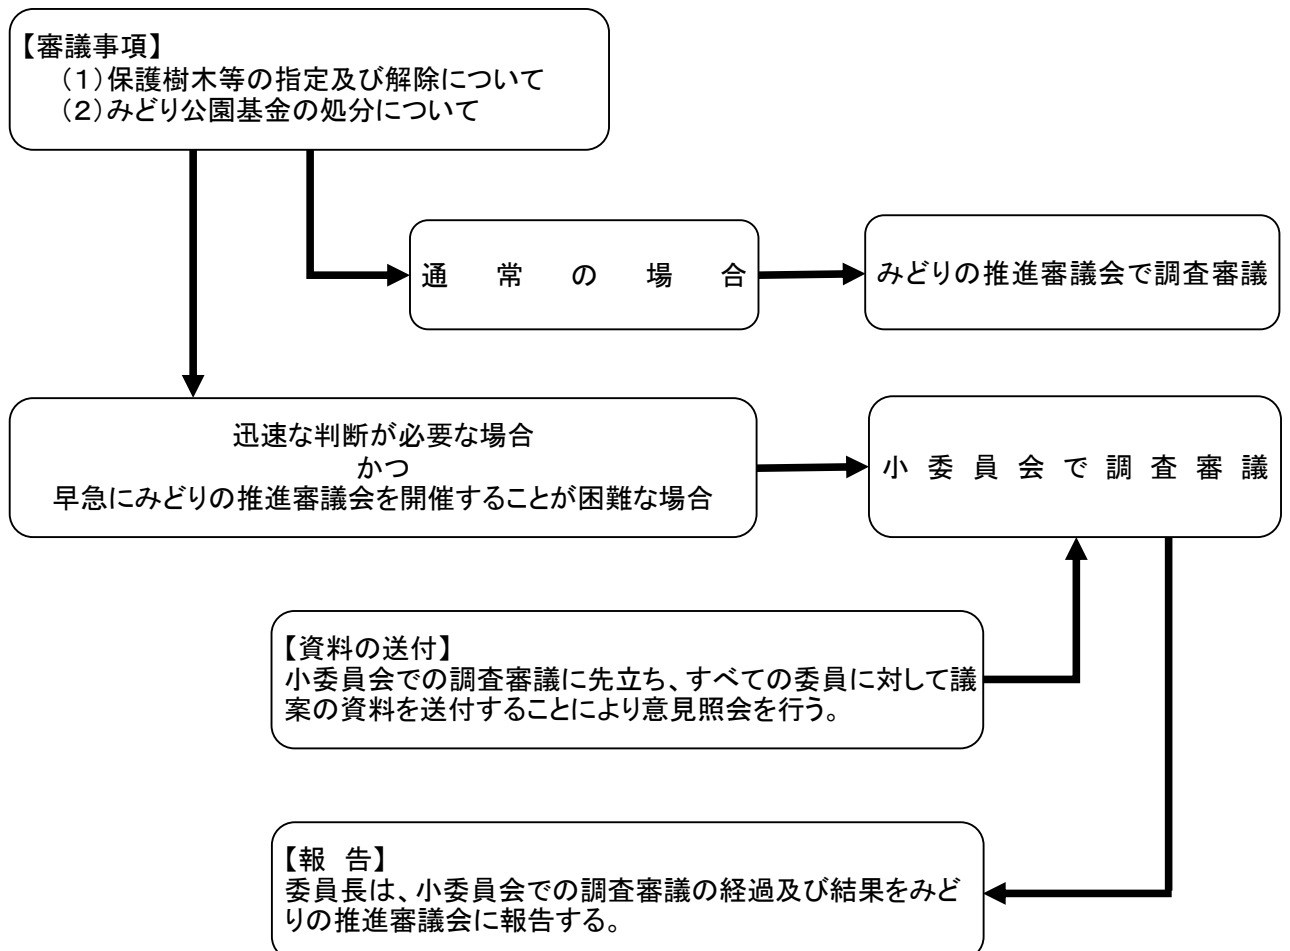 【審議事項】
(1)保護樹木等の指定及び解除について
(2)みどり公園基金の処分について
通常の場合
みどりの推進審議会で調査審議
迅速な判断が必要な場合
かつ
早急にみどりの推進審議会を開催することが困難な場合
小委員会で調査審議
【資料の送付】
小委員会での調査審議に先立ち、すべての委員に対して議
案の資料を送付することにより意見照会を行う。
【報 告】
委員長は、小委員会での調査審議の経過及び結果をみど
りの推進審議会に報告する。